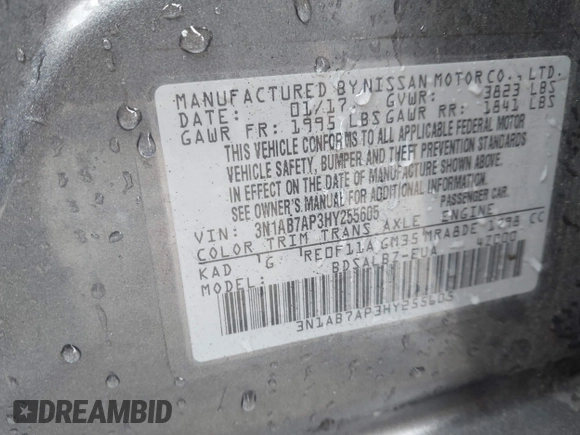 MANUFACTURED BY NISSAN MOTOR CO., LTD.
DATE: 01/17 GVWR: 3823 LBS
GAWR FR: 1995 LBS GAWR RR: 1841 LBS
THIS VEHICLE CONFORMS TO ALL APPLICABLE FEDERAL MOTOR
VEHICLE SAFETY, BUMPER AND THEFT PREVENTION STANDARDS
IN EFFECT ON THE DATE OF MANUFACTURE SHOWN ABOVE.
SEE OWNER'S MANUAL FOR ADDITIONAL INFORMATION
VIN: 3N1AB7AP3HY255605 PASSENGER CAR
COLOR TRIM TRANS AXLE ENGINE
KAD G RE0F11A GM35 MRA8DE 1798 CC
MODEL: BDSALBZ-EUA 47000
3N1AB7AP3HY255605
DREAMBID